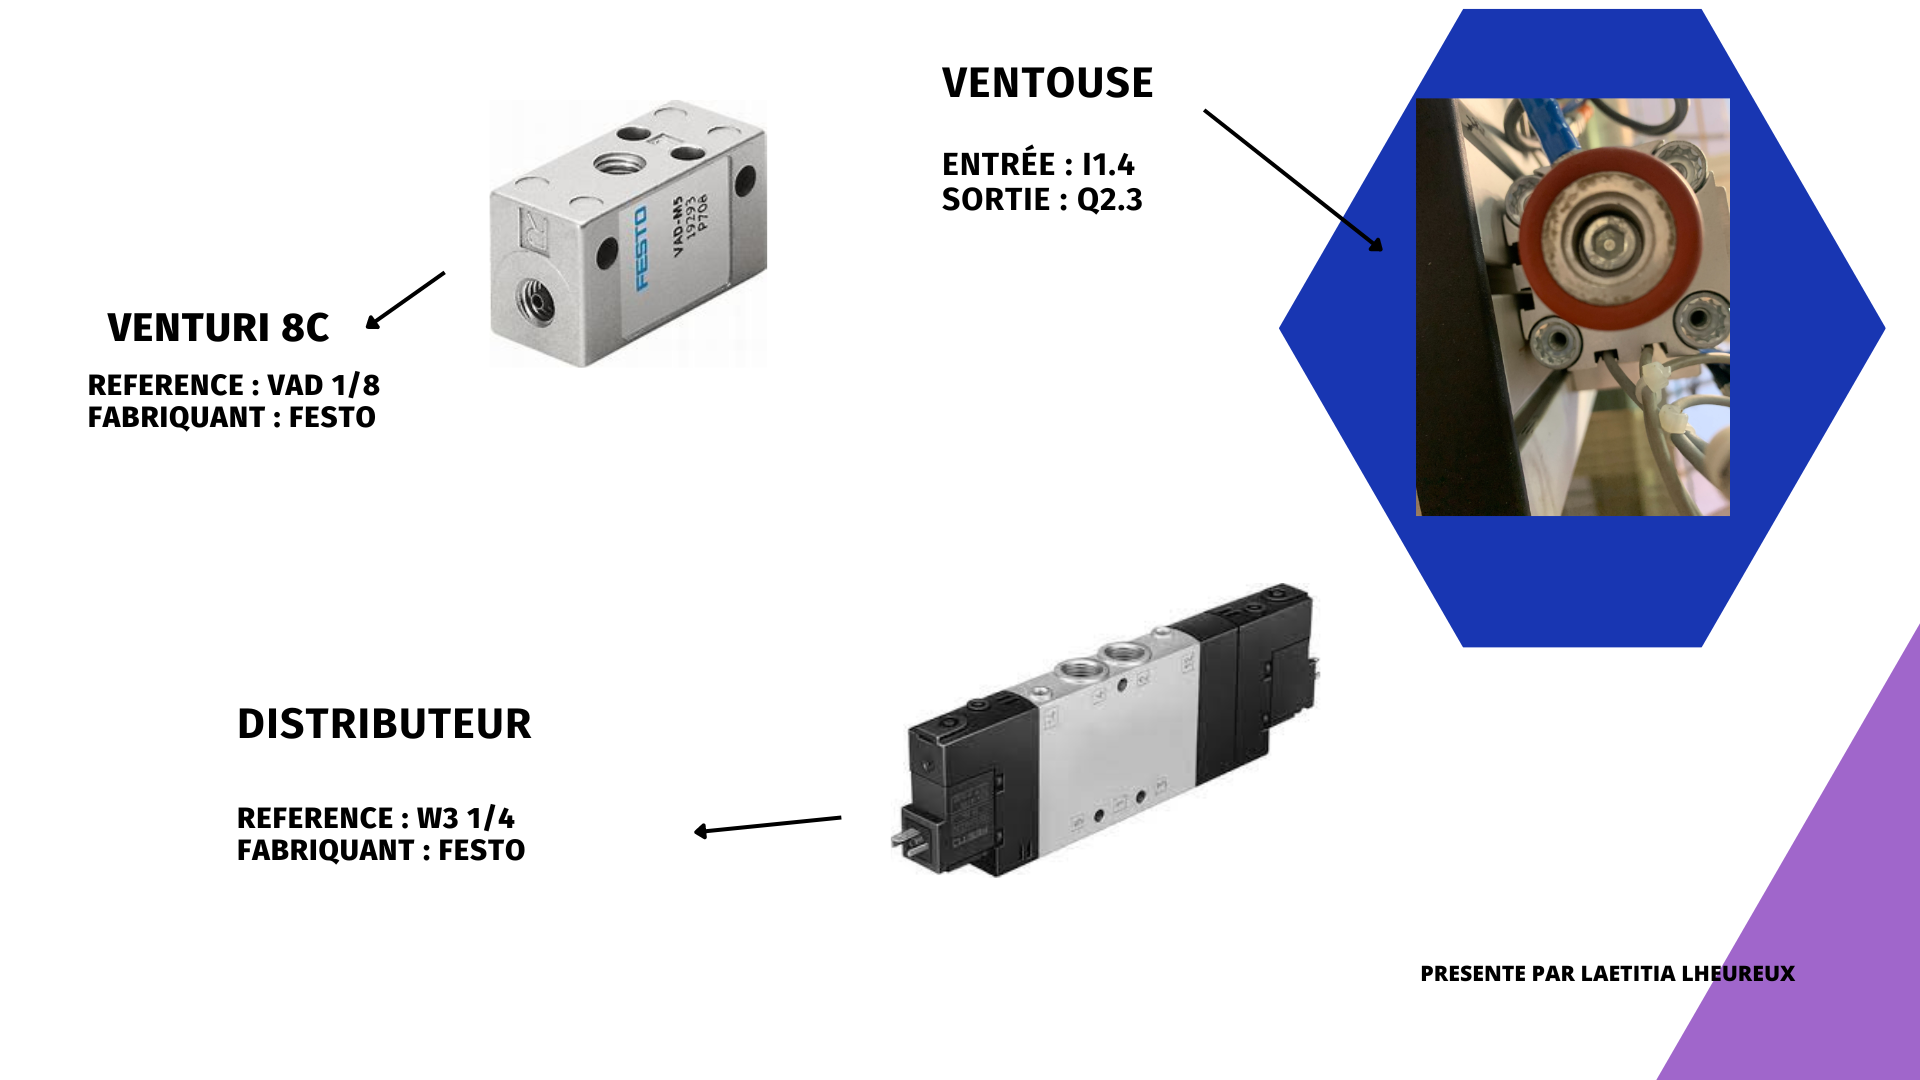 VENTOUSE
ENTRÉE : I1.4
SORTIE : Q2.3
FESTO
VAD-M5
19293
P708
VENTURI 8C
REFERENCE : VAD 1/8
FABRIQUANT : FESTO
DISTRIBUTEUR
REFERENCE : W3 1/4
FABRIQUANT : FESTO
PRESENTE PAR LAETITIA LHEUREUX